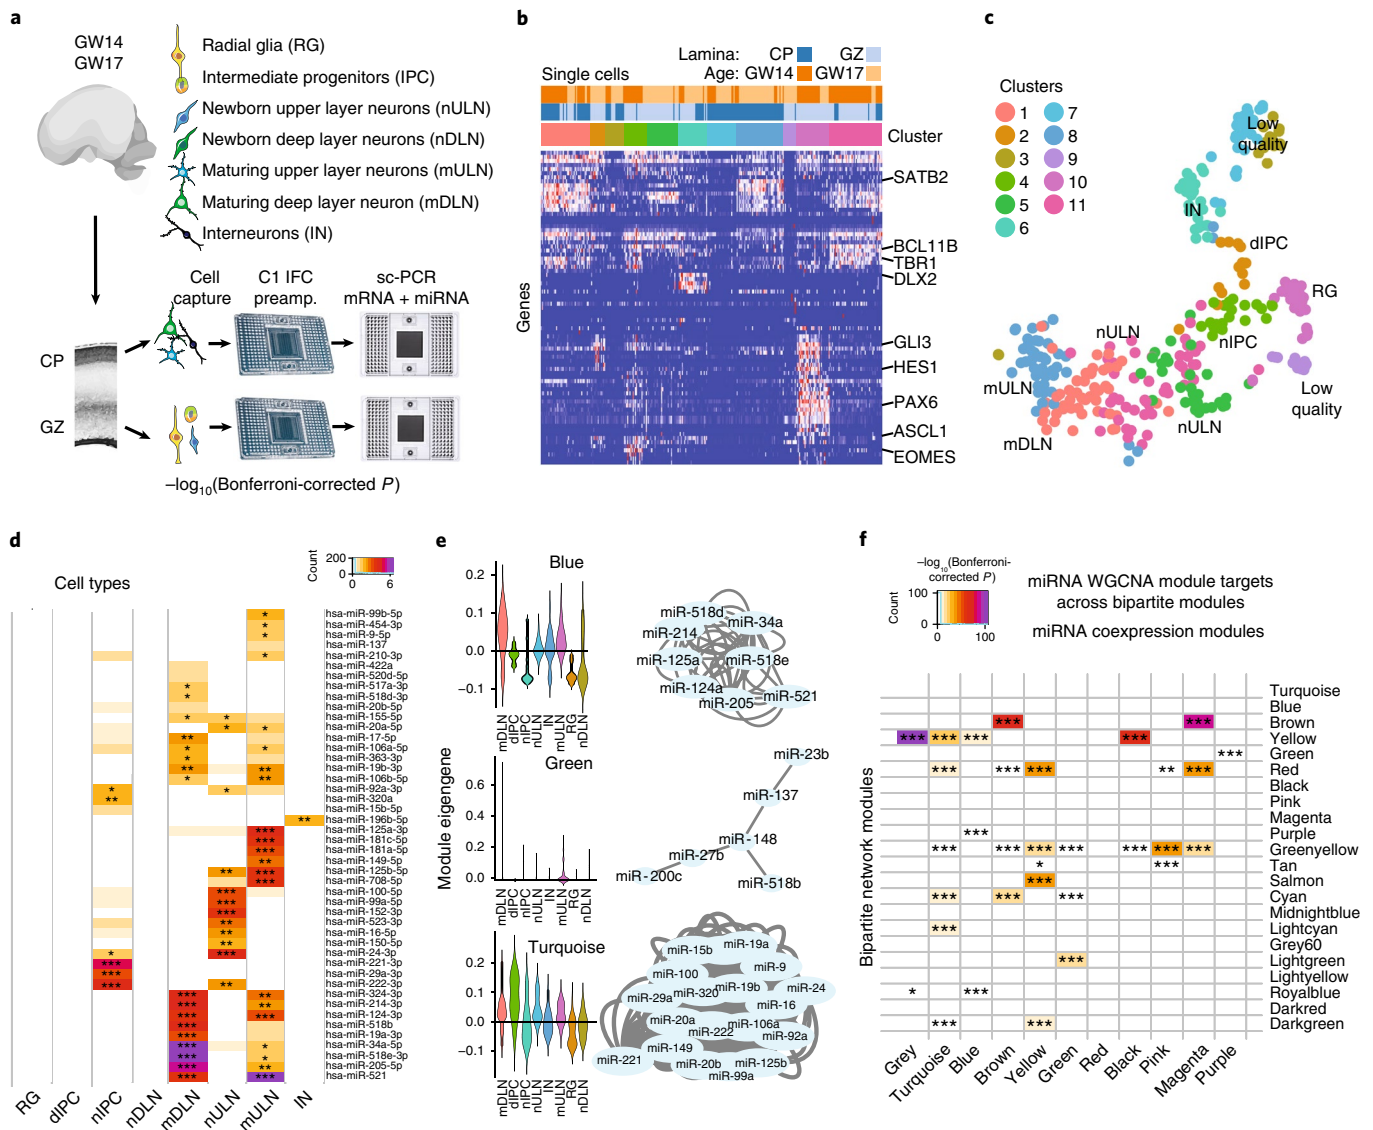 a
GW14
GW17
Radial glia (RG)
Intermediate progenitors (IPC)
Newborn upper layer neurons (nULN)
Newborn deep layer neurons (nDLN)
Maturing upper layer neurons (mULN)
Maturing deep layer neuron (mDLN)
Interneurons (IN)
Cell
capture
C1 IFC
preamp.
sc-PCR
mRNA + miRNA
CP
GZ
–log10(Bonferroni-corrected P)
b
Lamina: CP GZ
Single cells Age: GW14 GW17
Cluster
Genes
SATB2
BCL11B
TBR1
DLX2
GLI3
HES1
PAX6
ASCL1
EOMES
c
Clusters
1 7
2 8
3 9
4 10
5 11
6
Low
quality
IN
dIPC
RG
nULN
nIPC
mULN
mDLN
nULN
Low
quality
d
Cell types
Count
200
0
0 6
hsa-miR-99b-5p
*
hsa-miR-454-3p
*
hsa-miR-9-5p
*
hsa-miR-137
hsa-miR-210-3p
*
hsa-miR-422a
hsa-miR-520d-5p
hsa-miR-517a-3p
*
hsa-miR-518d-3p
*
hsa-miR-20b-5p
hsa-miR-155-5p
* *
hsa-miR-20a-5p
* *
hsa-miR-17-5p
**
hsa-miR-106a-5p
* *
hsa-miR-363-3p
*
hsa-miR-19b-3p
** **
hsa-miR-106b-5p
* **
hsa-miR-92a-3p
* *
hsa-miR-320a
**
hsa-miR-15b-5p
hsa-miR-196b-5p
**
hsa-miR-125a-3p
***
hsa-miR-181c-5p
***
hsa-miR-181a-5p
***
hsa-miR-149-5p
**
hsa-miR-125b-5p
** ***
hsa-miR-708-5p
***
hsa-miR-100-5p
***
hsa-miR-99a-5p
***
hsa-miR-152-3p
***
hsa-miR-523-3p
**
hsa-miR-16-5p
**
hsa-miR-150-5p
**
hsa-miR-24-3p
* ***
hsa-miR-221-3p
***
hsa-miR-29a-3p
***
hsa-miR-222-3p
*** **
hsa-miR-324-3p
*** **
hsa-miR-214-3p
*** **
hsa-miR-124-3p
*** ***
hsa-miR-518b
***
hsa-miR-19a-3p
***
hsa-miR-34a-5p
*** *
hsa-miR-518e-3p
*** *
hsa-miR-205-5p
*** **
hsa-miR-521
*** ***
RG dIPC nIPC nDLN mDLN nULN mULN IN
e
Module eigengene
Blue
0.2
0.1
0.0
–0.1
mDLN dIPC nIPC nULN IN mULN RG nDLN
miR-518d
miR-34a
miR-214
miR-125a
miR-518e
miR-124a
miR-205
miR-521
Green
0.6
0.4
0.2
0.0
mDLN dIPC nIPC nULN IN mULN RG nDLN
miR-23b
miR-137
miR-148
miR-27b
miR-200c
miR-518b
Turquoise
0.2
0.1
0.0
–0.1
mDLN dIPC nIPC nULN IN mULN RG nDLN
miR-15b
miR-19a
miR-100
miR-9
miR-29a
miR-320
miR-19b
miR-24
miR-16
miR-20a
miR-222
miR-106a
miR-92a
miR-149
miR-221
miR-20b
miR-125b
miR-99a
f
–log10(Bonferroni-
corrected P)
Count
100
0
0 100
miRNA WGCNA module targets
across bipartite modules
miRNA coexpression modules
Bipartite network modules
Turquoise
Blue
*** *** Brown
*** *** *** *** Yellow
*** Green
*** *** *** ** *** Red
Black
Pink
Magenta
*** Purple
*** *** *** *** *** *** *** Greenyellow
* *** Tan
*** Salmon
*** *** *** Cyan
Midnightblue
*** Lightcyan
Grey60
*** Lightgreen
Lightyellow
* *** Royalblue
Darkred
*** *** Darkgreen
Grey Turquoise Blue Brown Yellow Green Red Black Pink Magenta Purple